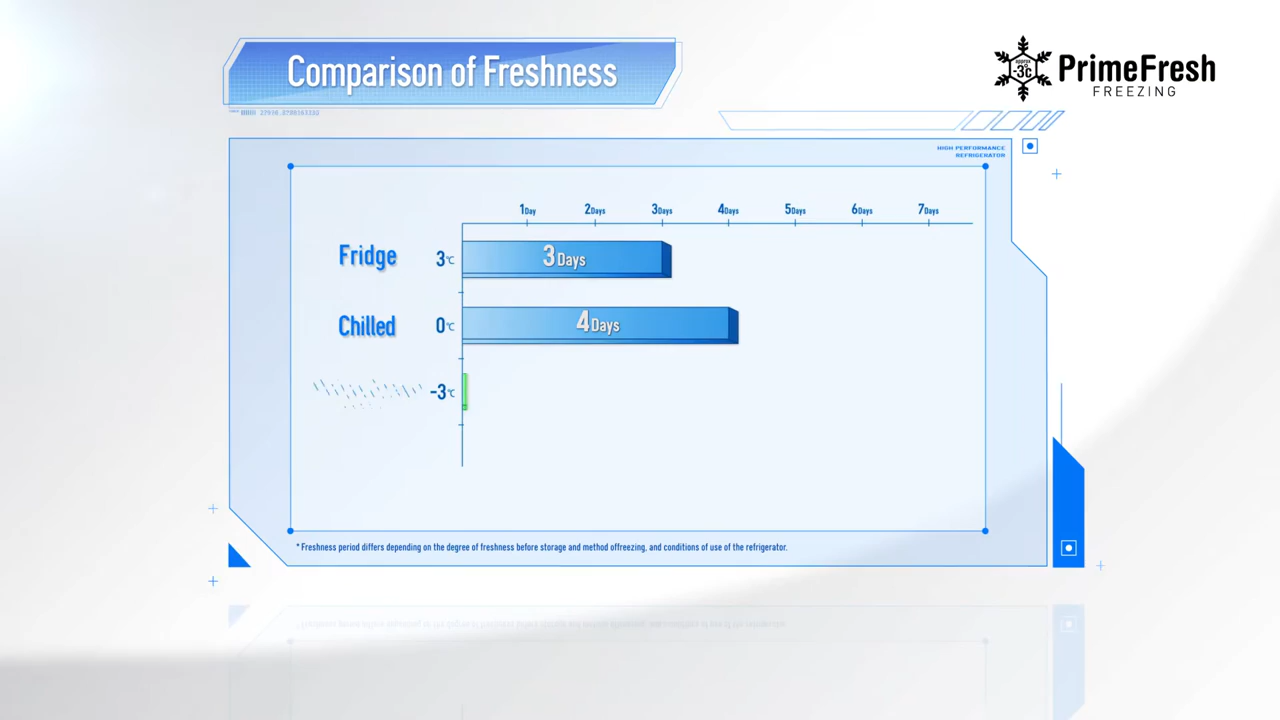 Comparison of Freshness
approx
-3℃
PrimeFresh
FREEZING
HIGH PERFORMANCE
REFRIGERATOR
1Day 2Days 3Days 4Days 5Days 6Days 7Days
Fridge 3℃ 3Days
Chilled 0℃ 4Days
-3℃
* Freshness period differs depending on the degree of freshness before storage and method offreezing, and conditions of use of the refrigerator.